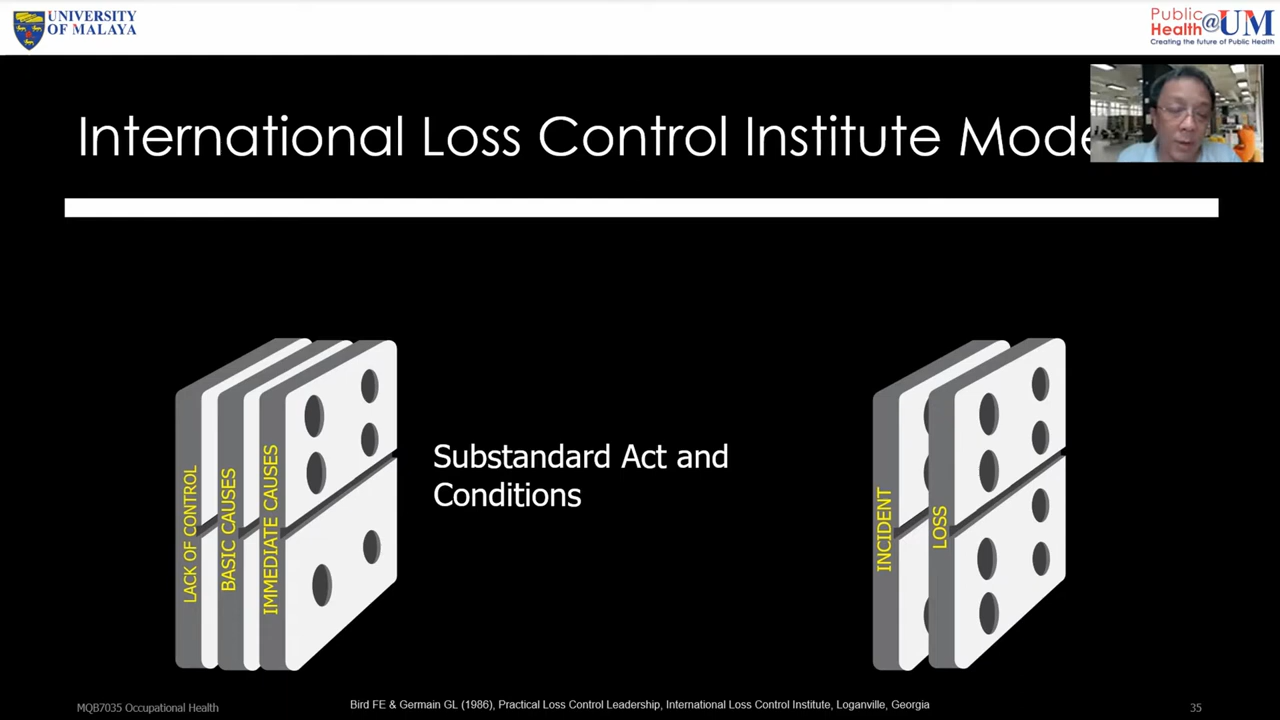 UNIVERSITY
OF MALAYA
Public
Health@UM
Creating the future of Public Health
International Loss Control Institute Mode
LACK OF CONTROL
BASIC CAUSES
IMMEDIATE CAUSES
Substandard Act and
Conditions
INCIDENT
LOSS
MQB7035 Occupational Health
Bird FE & Germain GL (1986), Practical Loss Control Leadership, International Loss Control Institute, Loganville, Georgia
35